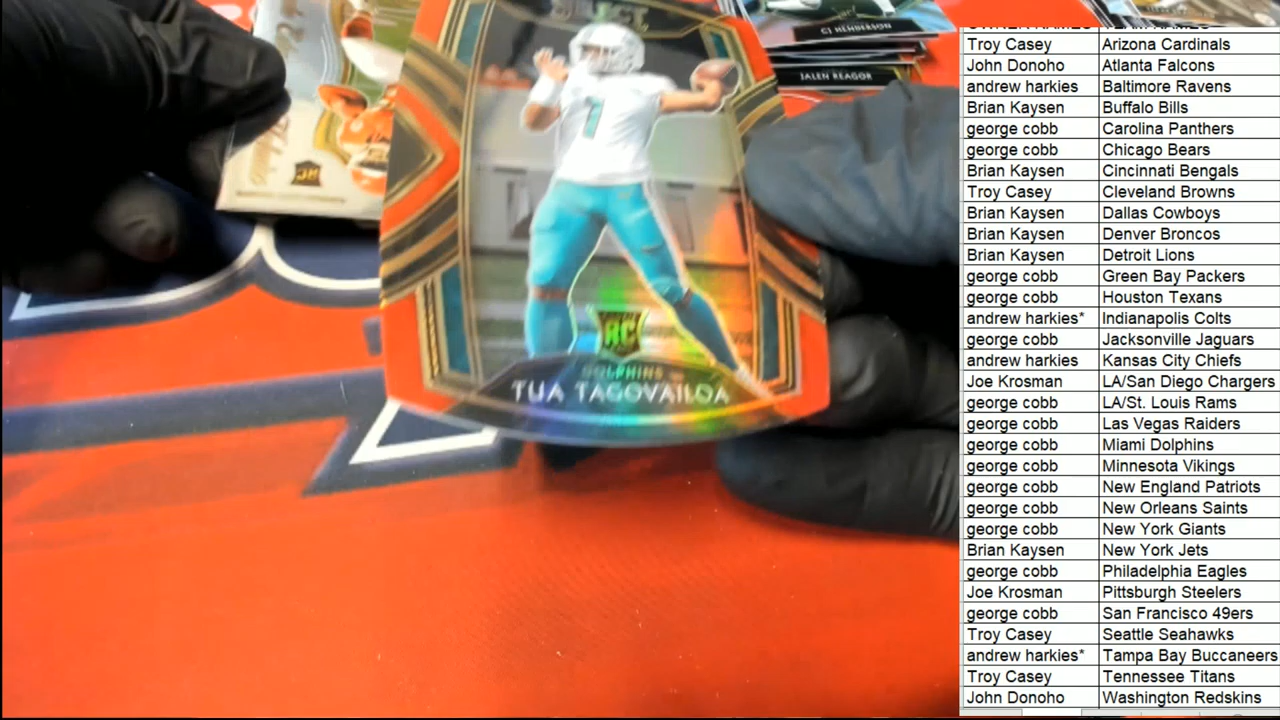 CJ HENDERSON
JALEN REAGOR
1
RC
DOLPHINS
TUA TAGOVAILOA
Troy Casey Arizona Cardinals
John Donoho Atlanta Falcons
andrew harkies Baltimore Ravens
Brian Kaysen Buffalo Bills
george cobb Carolina Panthers
george cobb Chicago Bears
Brian Kaysen Cincinnati Bengals
Troy Casey Cleveland Browns
Brian Kaysen Dallas Cowboys
Brian Kaysen Denver Broncos
Brian Kaysen Detroit Lions
george cobb Green Bay Packers
george cobb Houston Texans
andrew harkies* Indianapolis Colts
george cobb Jacksonville Jaguars
andrew harkies Kansas City Chiefs
Joe Krosman LA/San Diego Chargers
george cobb LA/St. Louis Rams
george cobb Las Vegas Raiders
george cobb Miami Dolphins
george cobb Minnesota Vikings
george cobb New England Patriots
george cobb New Orleans Saints
george cobb New York Giants
Brian Kaysen New York Jets
george cobb Philadelphia Eagles
Joe Krosman Pittsburgh Steelers
george cobb San Francisco 49ers
Troy Casey Seattle Seahawks
andrew harkies* Tampa Bay Buccaneers
Troy Casey Tennessee Titans
John Donoho Washington Redskins